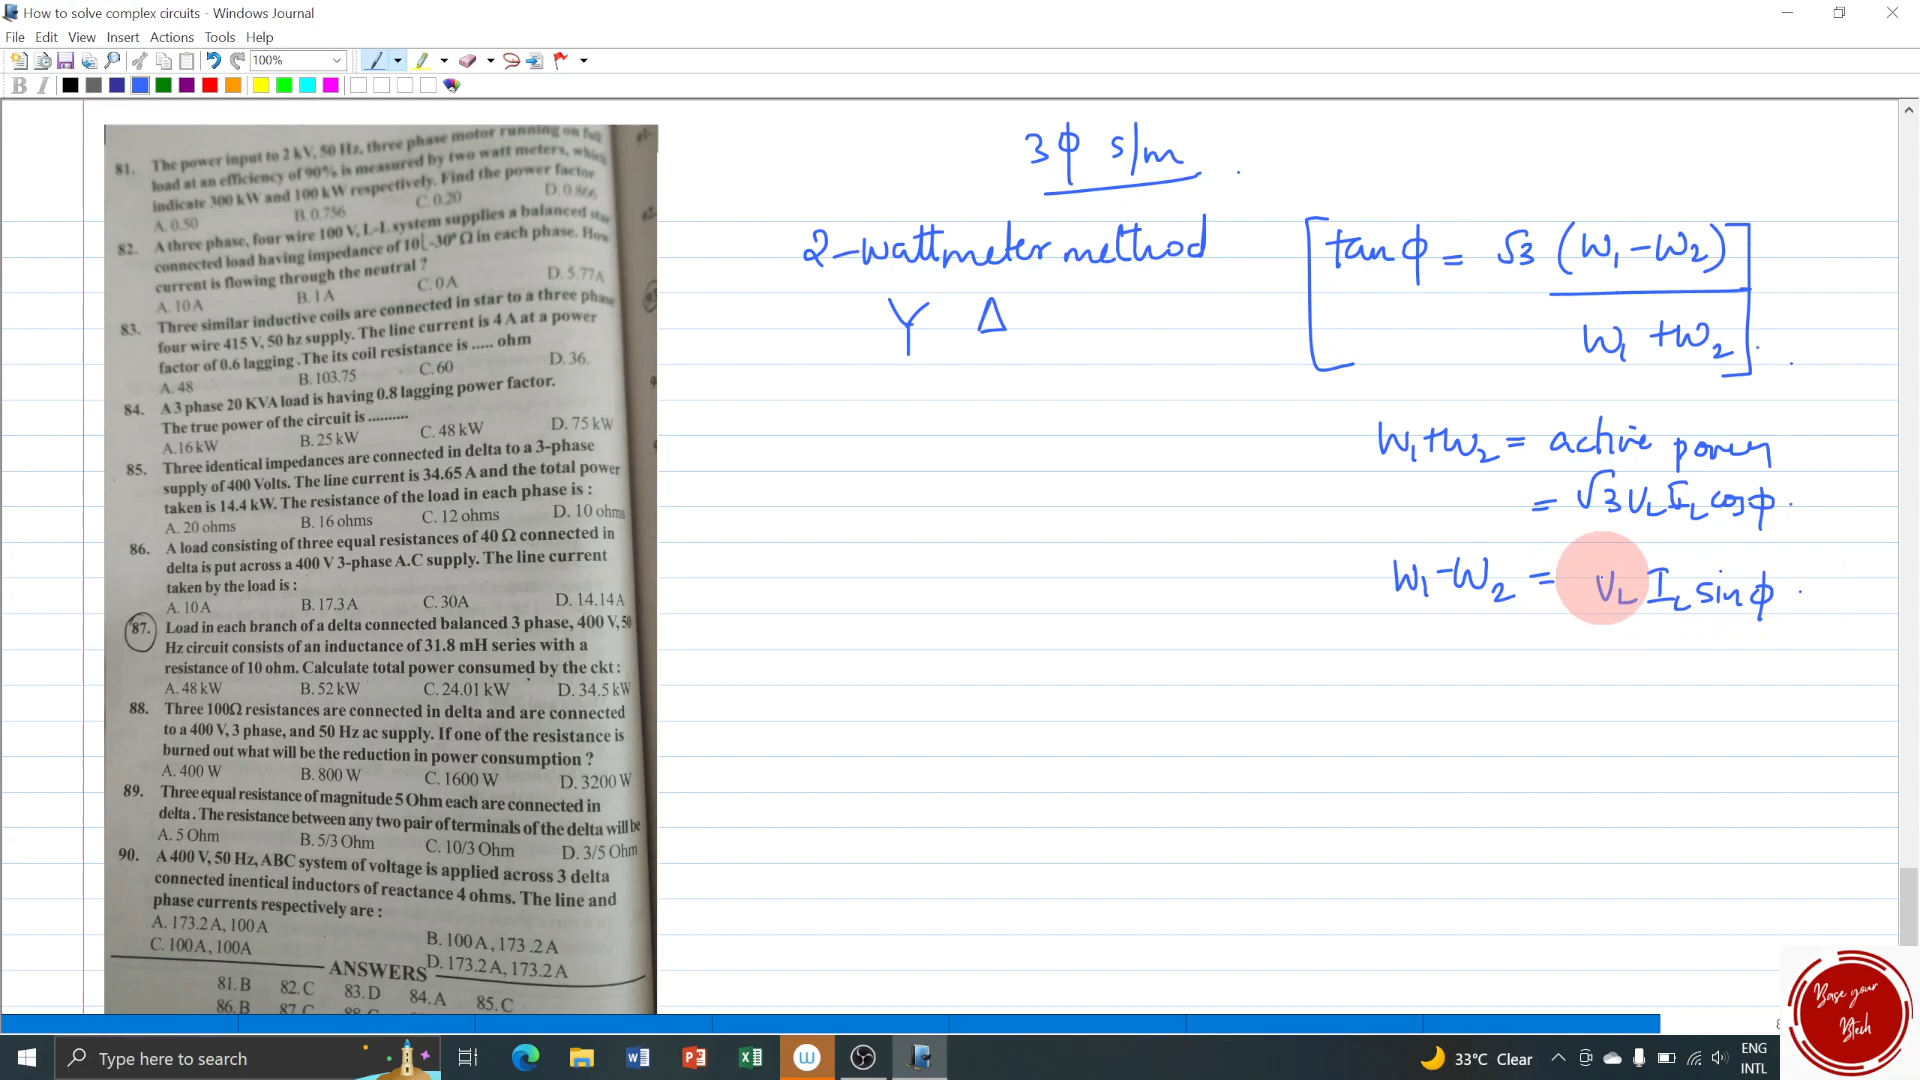 How to solve complex circuits - Windows Journal
File Edit View Insert Actions Tools Help
100%
B I
81. The power input to 2 kV, 50 Hz, three phase motor running on full
load at an efficiency of 90% is measured by two watt meters, which
indicate 300 kW and 100 kW respectively. Find the power factor
A. 0.50 B. 0.756 C. 0.20 D. 0.866
82. A three phase, four wire 100 V, L-L system supplies a balanced star
connected load having impedance of 10∟-30° Ω in each phase. How
current is flowing through the neutral ?
A. 10 A B. 1 A C. 0 A D. 5.77A
83. Three similar inductive coils are connected in star to a three phase
four wire 415 V, 50 hz supply. The line current is 4 A at a power
factor of 0.6 lagging .The its coil resistance is ..... ohm
A. 48 B. 103.75 C. 60 D. 36.
84. A 3 phase 20 KVA load is having 0.8 lagging power factor.
The true power of the circuit is ..........
A.16 kW B. 25 kW C. 48 kW D. 75 kW
85. Three identical impedances are connected in delta to a 3-phase
supply of 400 Volts. The line current is 34.65 A and the total power
taken is 14.4 kW. The resistance of the load in each phase is :
A. 20 ohms B. 16 ohms C. 12 ohms D. 10 ohms
86. A load consisting of three equal resistances of 40 Ω connected in
delta is put across a 400 V 3-phase A.C supply. The line current
taken by the load is :
A. 10 A B. 17.3 A C. 30A D. 14.14A
87. Load in each branch of a delta connected balanced 3 phase, 400 V, 50
Hz circuit consists of an inductance of 31.8 mH series with a
resistance of 10 ohm. Calculate total power consumed by the ckt :
A. 48 kW B. 52 kW C. 24.01 kW D. 34.5 kW
88. Three 100Ω resistances are connected in delta and are connected
to a 400 V, 3 phase, and 50 Hz ac supply. If one of the resistance is
burned out what will be the reduction in power consumption ?
A. 400 W B. 800 W C. 1600 W D. 3200 W
89. Three equal resistance of magnitude 5 Ohm each are connected in
delta . The resistance between any two pair of terminals of the delta will be
A. 5 Ohm B. 5/3 Ohm C. 10/3 Ohm D. 3/5 Ohm
90. A 400 V, 50 Hz, ABC system of voltage is applied across 3 delta
connected inentical inductors of reactance 4 ohms. The line and
phase currents respectively are :
A. 173.2 A, 100 A B. 100 A , 173 .2 A
C. 100 A, 100A D. 173.2 A, 173.2 A
ANSWERS
81. B 82. C 83. D 84. A 85. C
86. B 87. C
3ϕ s/m
2-wattmeter method
Y Δ
tan ϕ = √3 (W₁-W₂)
W₁+W₂
W₁+W₂ = active power
= √3 V_L I_L cosϕ.
W₁-W₂ = V_L I_L sinϕ.
Base your
Btech
Type here to search
33°C Clear
ENG
INTL